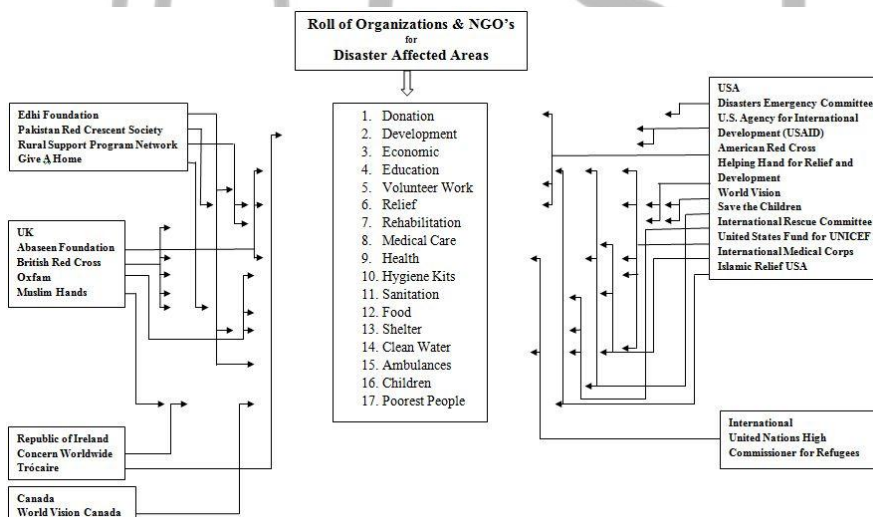 Roll of Organizations & NGO's
for
Disaster Affected Areas
Edhi Foundation
Pakistan Red Crescent Society
Rural Support Program Network
Give A Home
UK
Abaseen Foundation
British Red Cross
Oxfam
Muslim Hands
Republic of Ireland
Concern Worldwide
Trócaire
Canada
World Vision Canada
1. Donation
2. Development
3. Economic
4. Education
5. Volunteer Work
6. Relief
7. Rehabilitation
8. Medical Care
9. Health
10. Hygiene Kits
11. Sanitation
12. Food
13. Shelter
14. Clean Water
15. Ambulances
16. Children
17. Poorest People
USA
Disasters Emergency Committee
U.S. Agency for International
Development (USAID)
American Red Cross
Helping Hand for Relief and
Development
World Vision
Save the Children
International Rescue Committee
United States Fund for UNICEF
International Medical Corps
Islamic Relief USA
International
United Nations High
Commissioner for Refugees